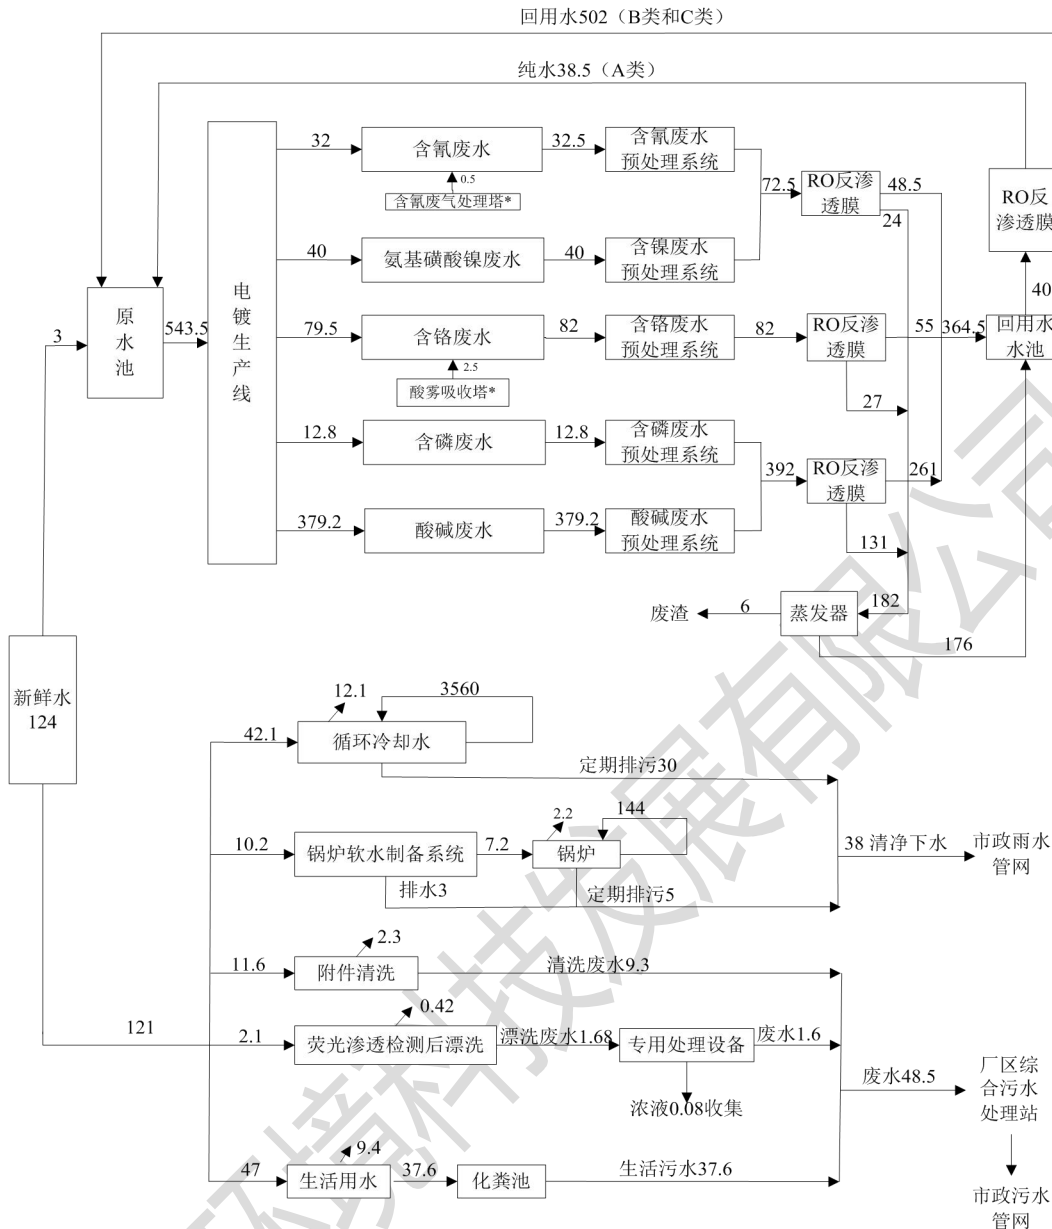 回用水502（B类和C类）
纯水38.5（A类）
32
含氰废水
32.5
含氰废水
预处理系统
0.5
含氰废气处理塔*
72.5
RO反渗
透膜
48.5
24
RO反
渗透膜
40
氨基磺酸镍废水
40
含镍废水
预处理系统
40
原
水
池
3
543.5
电
镀
生
产
线
79.5
含铬废水
82
含铬废水
预处理系统
82
RO反渗
透膜
55
364.5
回用水
水池
2.5
酸雾吸收塔*
27
12.8
含磷废水
12.8
含磷废水
预处理系统
392
RO反渗
透膜
261
379.2
酸碱废水
379.2
酸碱废水
预处理系统
131
废渣
6
蒸发器
182
176
新鲜水
124
12.1
3560
42.1
循环冷却水
定期排污30
10.2
锅炉软水制备系统
7.2
2.2
144
锅炉
排水3
定期排污5
38 清净下水
市政雨水
管网
2.3
11.6
附件清洗
清洗废水9.3
121
0.42
2.1
荧光渗透检测后漂洗
漂洗废水1.68
专用处理设备
废水1.6
浓液0.08收集
废水48.5
厂区综
合污水
处理站
9.4
47
生活用水
37.6
化粪池
生活污水37.6
市政污水
管网
环境科技发展有限公司